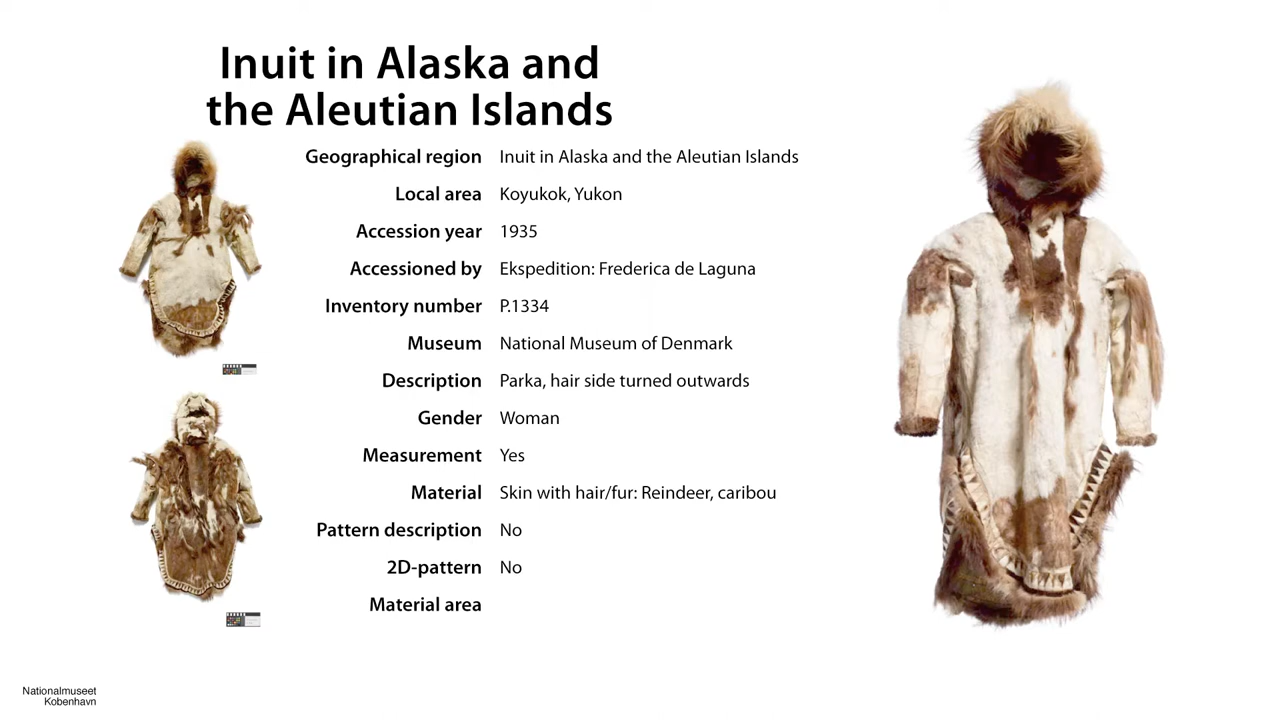 Inuit in Alaska and
the Aleutian Islands
Geographical region Inuit in Alaska and the Aleutian Islands
Local area Koyukok, Yukon
Accession year 1935
Accessioned by Ekspedition: Frederica de Laguna
Inventory number P.1334
Museum National Museum of Denmark
Description Parka, hair side turned outwards
Gender Woman
Measurement Yes
Material Skin with hair/fur: Reindeer, caribou
Pattern description No
2D-pattern No
Material area
Nationalmuseet
Kobenhavn